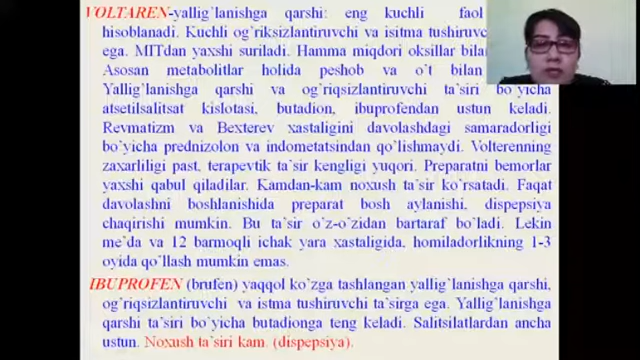 VOLTAREN-yallig`lanishga qarshi: eng kuchli faol
hisoblanadi. Kuchli og'riksizlantiruvchi va isitma tushiruvc
ega. MITdan yaxshi suriladi. Hamma miqdori oksillar bilan
Asosan metabolitlar holida peshob va o't bilan
Yallig`lanishga qarshi va og'riqsizlantiruvchi ta'siri bo'yicha
atsetilsalitsat kislotasi, butadion, ibuprofendan ustun keladi.
Revmatizm va Bexterev xastaligini davolashdagi samaradorligi
bo'yicha prednizolon va indometatsindan qo'lishmaydi. Volterenning
zaxarliligi past, terapevtik ta'sir kengligi yuqori. Preparatni bemorlar
yaxshi qabul qiladilar. Kamdan-kam noxush ta'sir ko'rsatadi. Faqat
davolashni boshlanishida preparat bosh aylanishi, dispepsiya
chaqirishi mumkin. Bu ta'sir o'z-o'zidan bartaraf bo'ladi. Lekin
me'da va 12 barmoqli ichak yara xastaligida, homiladorlikning 1-3
oyida qo'llash mumkin emas.
IBUPROFEN (brufen) yaqqol ko'zga tashlangan yallig`lanishga qarshi,
og'riqsizlantiruvchi va istma tushiruvchi ta'sirga ega. Yallig`lanishga
qarshi ta'siri bo'yicha butadionga teng keladi. Salitsilatlardan ancha
ustun. Noxush ta'siri kam. (dispepsiya).